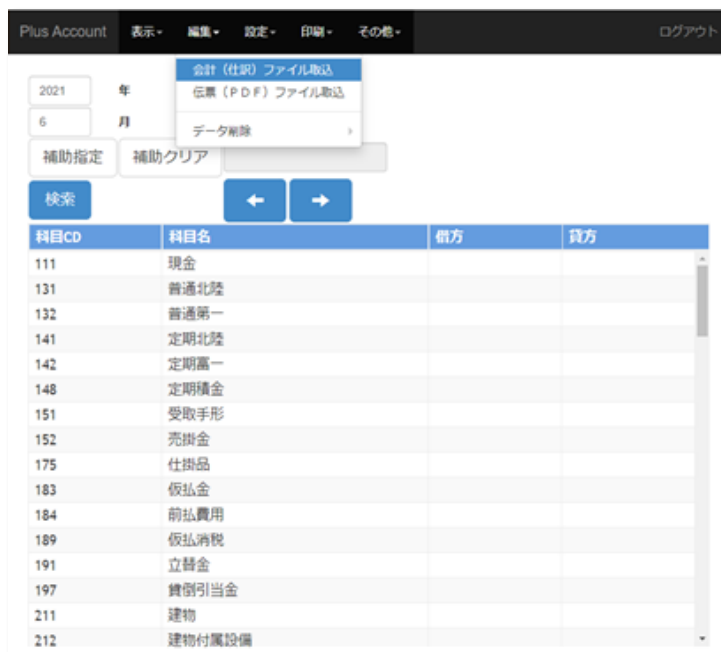 Plus Account 表示 編集 設定 印刷 その他 ログアウト
会計（仕訳）ファイル取込
伝票（PDF）ファイル取込
データ削除
2021 年
6 月
補助指定 補助クリア
検索
科目CD 科目名 借方 貸方
111 現金
131 普通北陸
132 普通第一
141 定期北陸
142 定期富一
148 定期積金
151 受取手形
152 売掛金
175 仕掛品
183 仮払金
184 前払費用
189 仮払消税
191 立替金
197 貸倒引当金
211 建物
212 建物付属設備